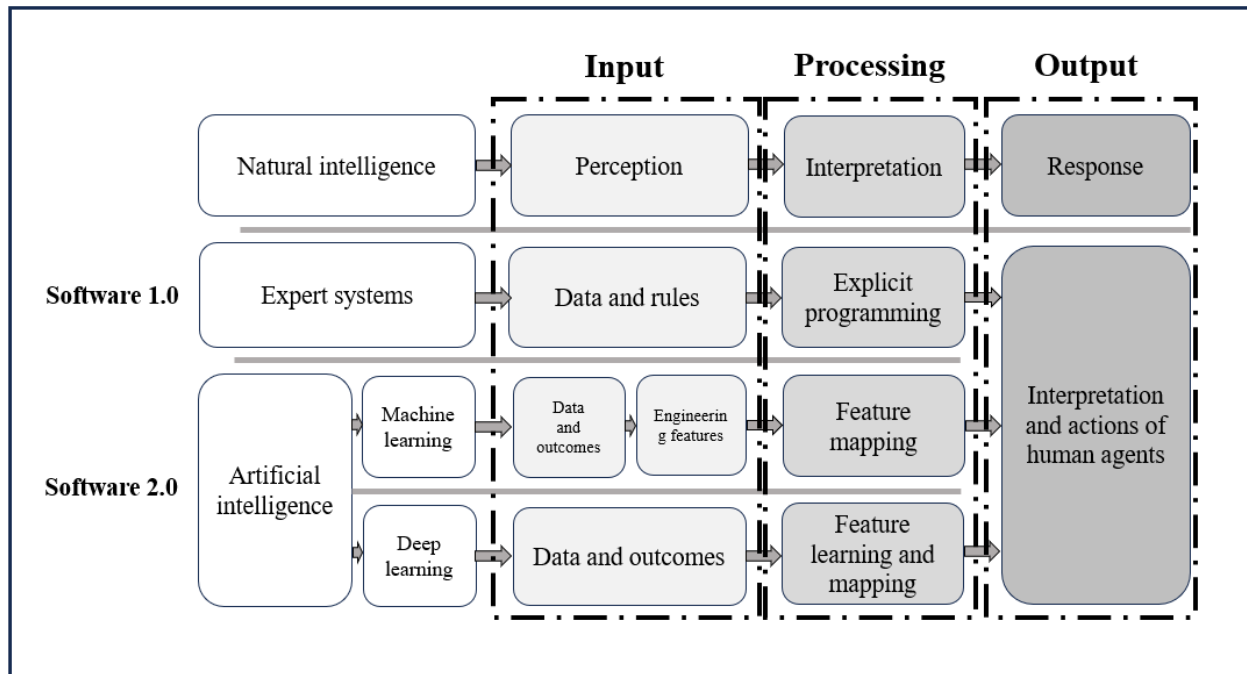 Input
Processing
Output
Natural intelligence
Perception
Interpretation
Response
Software 1.0
Expert systems
Data and rules
Explicit
programming
Software 2.0
Artificial
intelligence
Machine
learning
Data
and
outcomes
Engineerin
g features
Feature
mapping
Deep
learning
Data and outcomes
Feature
learning and
mapping
Interpretation
and actions of
human agents